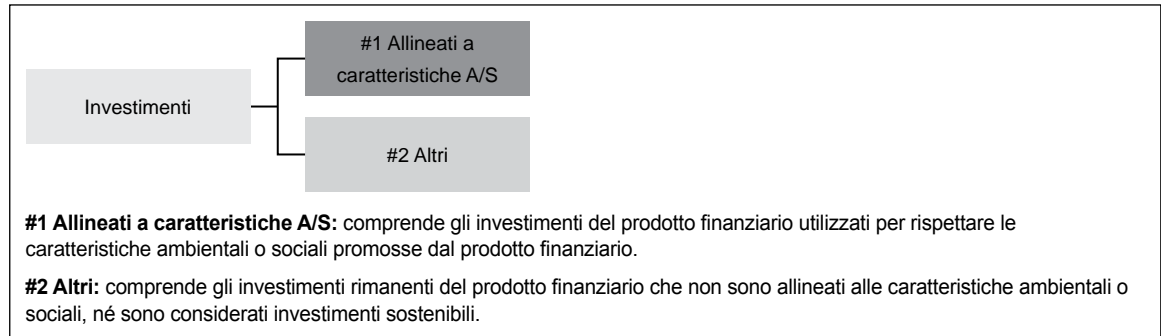 #1 Allineati a
caratteristiche A/S
Investimenti
#2 Altri
#1 Allineati a caratteristiche A/S: comprende gli investimenti del prodotto finanziario utilizzati per rispettare le
caratteristiche ambientali o sociali promosse dal prodotto finanziario.
#2 Altri: comprende gli investimenti rimanenti del prodotto finanziario che non sono allineati alle caratteristiche ambientali o
sociali, né sono considerati investimenti sostenibili.